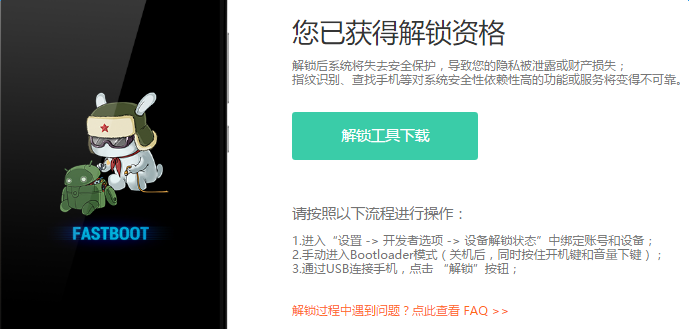 您已获得解锁资格
解锁后系统将失去安全保护，导致您的隐私被泄露或财产损失；
指纹识别、查找手机等对系统安全性依赖性高的功能或服务将变得不可靠。
解锁工具下载
FASTBOOT
请按照以下流程进行操作：
1.进入“设置 -> 开发者选项 -> 设备解锁状态”中绑定账号和设备；
2.手动进入Bootloader模式（关机后，同时按住开机键和音量下键）；
3.通过USB连接手机，点击 “解锁”按钮；
解锁过程中遇到问题？点此查看 FAQ >>